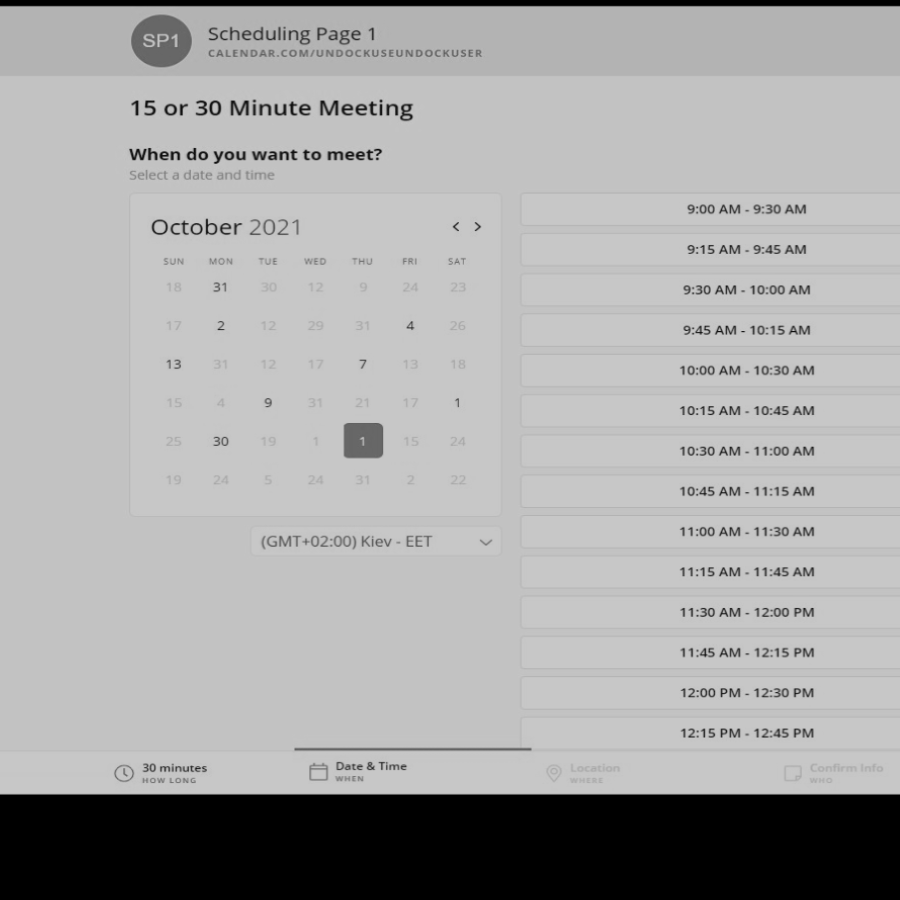 SP1
Scheduling Page 1
CALENDAR.COM/UNDOCKUSEUNDOCKUSER
15 or 30 Minute Meeting
When do you want to meet?
Select a date and time
October 2021
< >
SUN MON TUE WED THU FRI SAT
18 31 30 12 9 24 23
17 2 12 29 31 4 26
13 31 12 17 7 13 18
15 4 9 31 21 17 1
25 30 19 1 1 15 24
19 24 5 24 31 2 22
(GMT+02:00) Kiev - EET
9:00 AM - 9:30 AM
9:15 AM - 9:45 AM
9:30 AM - 10:00 AM
9:45 AM - 10:15 AM
10:00 AM - 10:30 AM
10:15 AM - 10:45 AM
10:30 AM - 11:00 AM
10:45 AM - 11:15 AM
11:00 AM - 11:30 AM
11:15 AM - 11:45 AM
11:30 AM - 12:00 PM
11:45 AM - 12:15 PM
12:00 PM - 12:30 PM
12:15 PM - 12:45 PM
30 minutes
HOW LONG
Date & Time
WHEN
Location
WHERE
Confirm Info
WHO